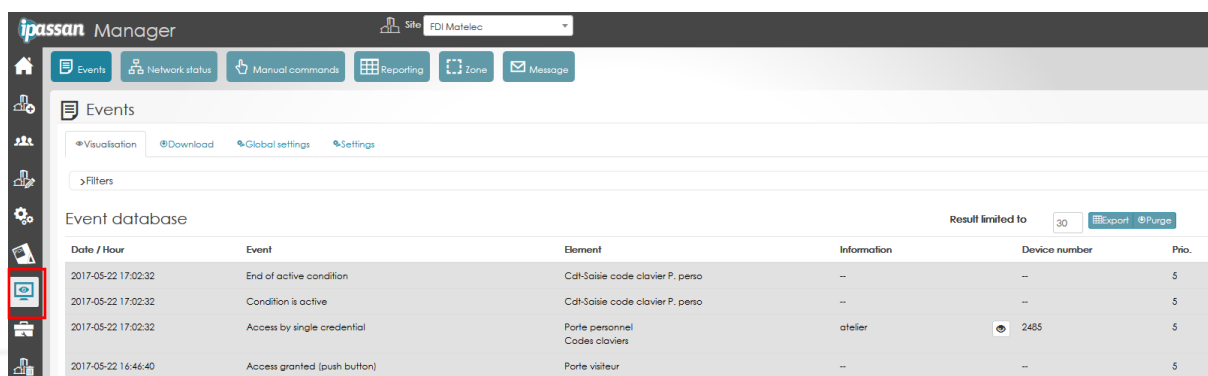 ipassan Manager
Site FDI Matelec
Events Network status Manual commands Reporting Zone Message
Events
Visualisation Download Global settings Settings
>Filters
Event database Result limited to 30 Export Purge
Date / Hour Event Element Information Device number Prio.
2017-05-22 17:02:32 End of active condition Cdt-Saisie code clavier P. perso -- -- 5
2017-05-22 17:02:32 Condition is active Cdt-Saisie code clavier P. perso -- -- 5
2017-05-22 17:02:32 Access by single credential Porte personnel atelier 2485 5
Codes claviers
2017-05-22 16:46:40 Access granted (push button) Porte visiteur -- -- 5